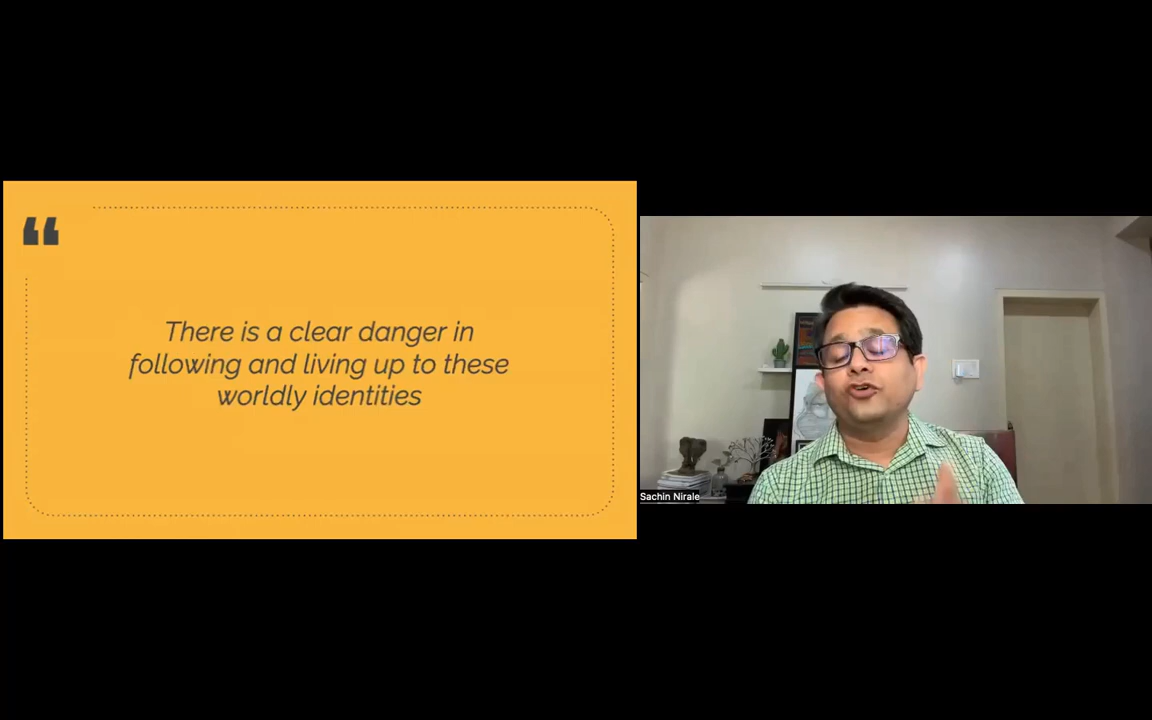 “
There is a clear danger in
following and living up to these
worldly identities
Sachin Nirale